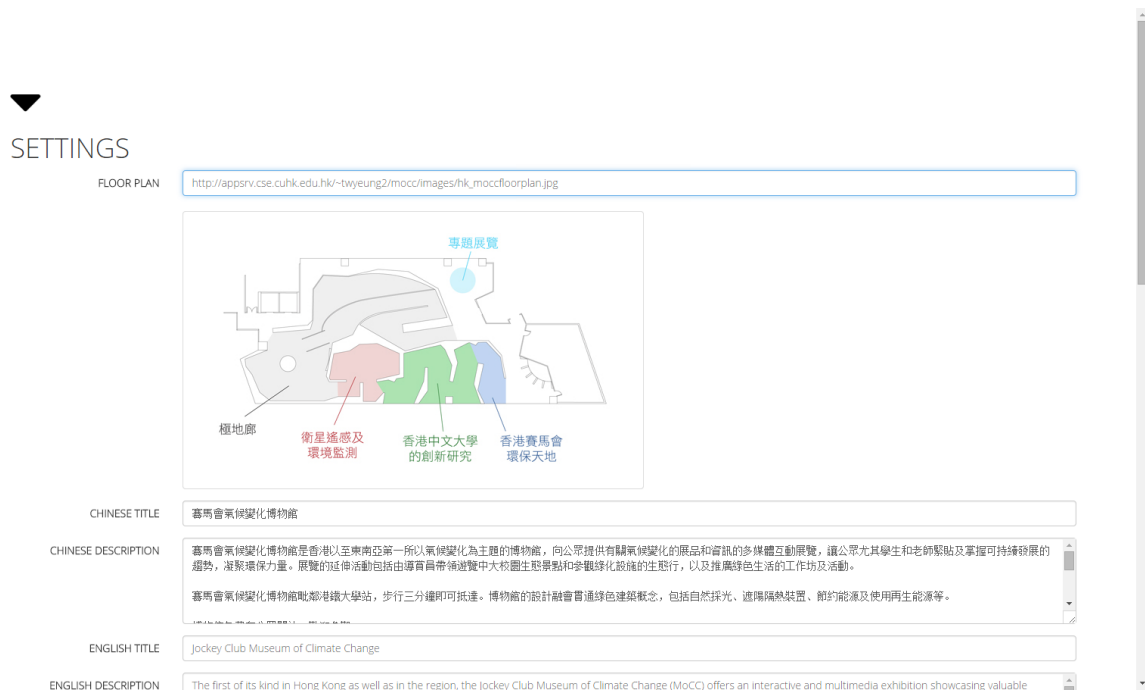 SETTINGS
FLOOR PLAN
http://appsrv.cse.cuhk.edu.hk/~twyeung2/mocc/images/hk_moccfloorplan.jpg
專題展覽
極地廊
衛星遙感及
環境監測
香港中文大學
的創新研究
香港賽馬會
環保天地
CHINESE TITLE
賽馬會氣候變化博物館
CHINESE DESCRIPTION
賽馬會氣候變化博物館是香港以至東南亞第一所以氣候變化為主題的博物館，向公眾提供有關氣候變化的展品和資訊的多媒體互動展覽，讓公眾尤其學生和老師緊貼及掌握可持續發展的
趨勢，凝聚環保力量。展覽的延伸活動包括由導賞員帶領遊覽中大校園生態景點和參觀綠化設施的生態行，以及推廣綠色生活的工作坊及活動。
賽馬會氣候變化博物館毗鄰港鐵大學站，步行三分鐘即可抵達。博物館的設計融會貫通綠色建築概念，包括自然採光、遮陽隔熱裝置、節約能源及使用再生能源等。
ENGLISH TITLE
Jockey Club Museum of Climate Change
ENGLISH DESCRIPTION
The first of its kind in Hong Kong as well as in the region, the Jockey Club Museum of Climate Change (MoCC) offers an interactive and multimedia exhibition showcasing valuable